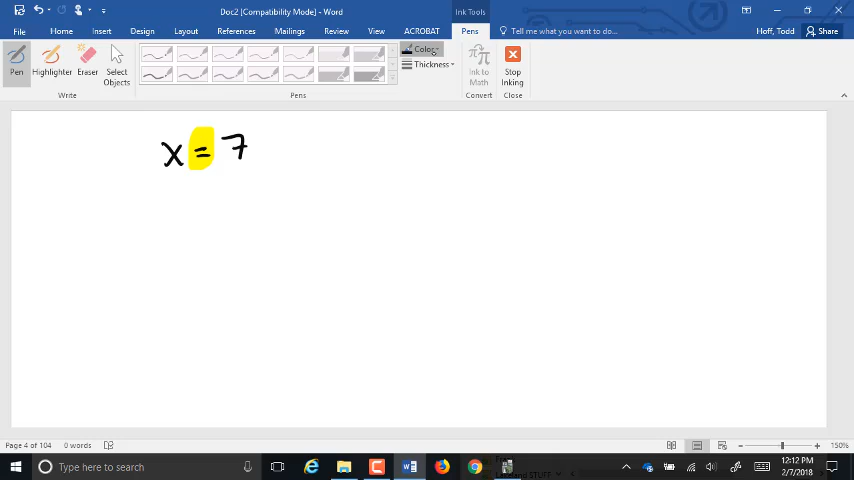 Doc2 [Compatibility Mode] - Word
Ink Tools
File Home Insert Design Layout References Mailings Review View ACROBAT Pens Tell me what you want to do... Hoff, Todd Share
Pen Highlighter Eraser Select Objects Color Thickness Ink to Math Stop Inking
Write Pens Convert Close
x = 7
Page 4 of 104 0 words 150%
STUFF
Type here to search 12:12 PM
2/7/2018